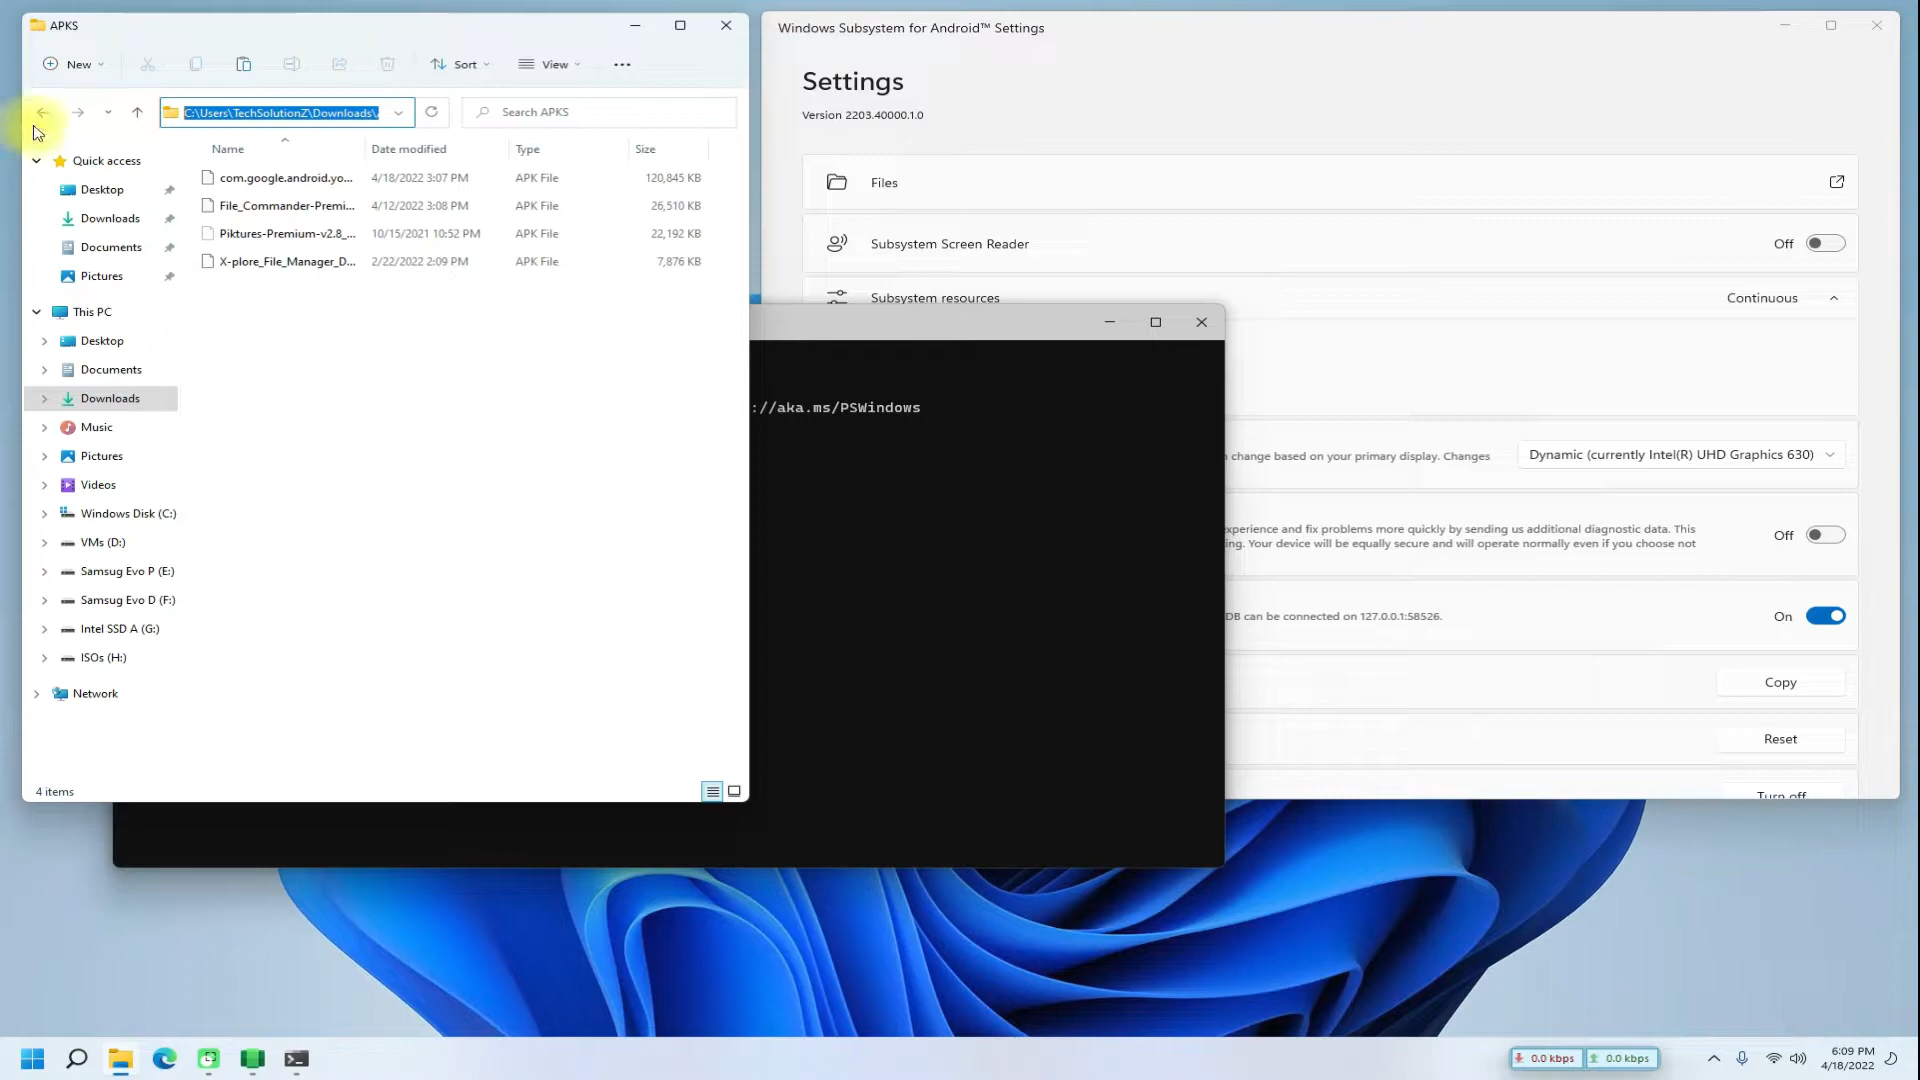 APKS
New
Sort
View
C:\Users\TechSolutionZ\Downloads\
Search APKS
Name
Date modified
Type
Size
com.google.android.yo...
4/18/2022 3:07 PM
APK File
120,845 KB
File_Commander-Premi...
4/12/2022 3:08 PM
APK File
26,510 KB
Piktures-Premium-v2.8_...
10/15/2021 10:52 PM
APK File
22,192 KB
X-plore_File_Manager_D...
2/22/2022 2:09 PM
APK File
7,876 KB
Quick access
Desktop
Downloads
Documents
Pictures
This PC
Desktop
Documents
Downloads
Music
Pictures
Videos
Windows Disk (C:)
VMs (D:)
Samsug Evo P (E:)
Samsug Evo D (F:)
Intel SSD A (G:)
ISOs (H:)
Network
4 items
://aka.ms/PSWindows
Windows Subsystem for Android™ Settings
Settings
Version 2203.40000.1.0
Files
Subsystem Screen Reader
Off
Subsystem resources
Continuous
change based on your primary display. Changes
Dynamic (currently Intel(R) UHD Graphics 630)
xperience and fix problems more quickly by sending us additional diagnostic data. This
ing. Your device will be equally secure and will operate normally even if you choose not
Off
DB can be connected on 127.0.0.1:58526.
On
Copy
Reset
Turn off
0.0 kbps
0.0 kbps
6:09 PM
4/18/2022